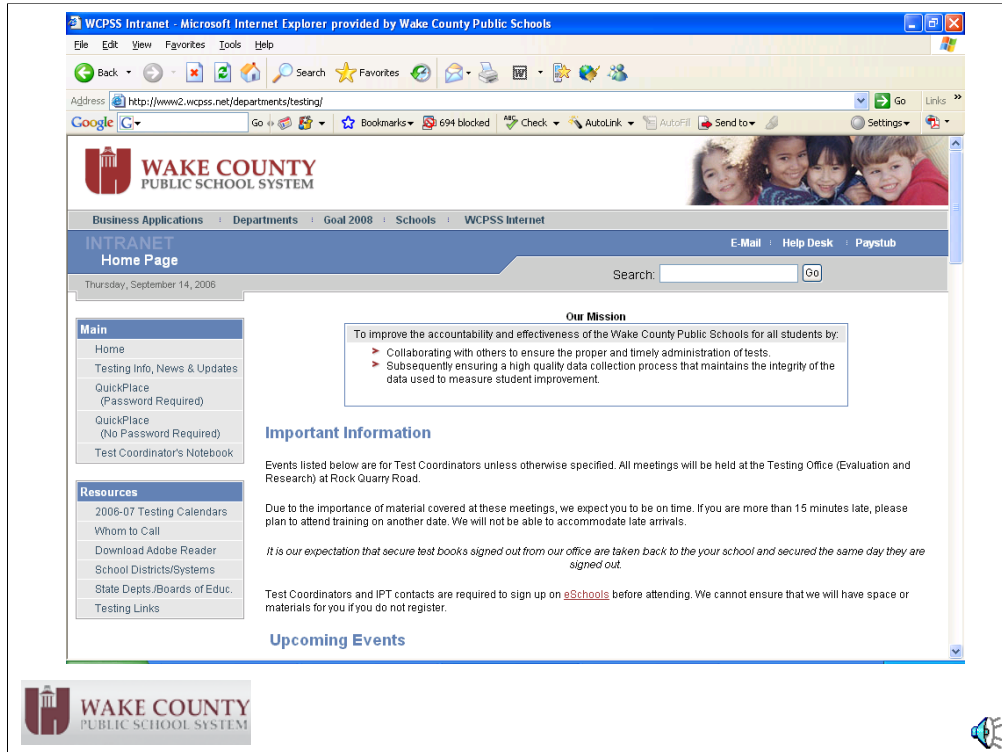 WCPSS Intranet - Microsoft Internet Explorer provided by Wake County Public Schools
File Edit View Favorites Tools Help
Back Search Favorites
Address http://www2.wcpss.net/departments/testing/ Go Links »
Google G Go Bookmarks 694 blocked ABC Check AutoLink AutoFill Send to Settings
WAKE COUNTY
PUBLIC SCHOOL SYSTEM
Business Applications Departments Goal 2008 Schools WCPSS Internet
INTRANET
Home Page
E-Mail Help Desk Paystub
Search: Go
Thursday, September 14, 2006
Main
Home
Testing Info, News & Updates
QuickPlace
(Password Required)
QuickPlace
(No Password Required)
Test Coordinator's Notebook
Resources
2006-07 Testing Calendars
Whom to Call
Download Adobe Reader
School Districts/Systems
State Depts./Boards of Educ.
Testing Links
Our Mission
To improve the accountability and effectiveness of the Wake County Public Schools for all students by:
Collaborating with others to ensure the proper and timely administration of tests.
Subsequently ensuring a high quality data collection process that maintains the integrity of the
data used to measure student improvement.
Important Information
Events listed below are for Test Coordinators unless otherwise specified. All meetings will be held at the Testing Office (Evaluation and
Research) at Rock Quarry Road.
Due to the importance of material covered at these meetings, we expect you to be on time. If you are more than 15 minutes late, please
plan to attend training on another date. We will not be able to accommodate late arrivals.
It is our expectation that secure test books signed out from our office are taken back to the your school and secured the same day they are
signed out.
Test Coordinators and IPT contacts are required to sign up on eSchools before attending. We cannot ensure that we will have space or
materials for you if you do not register.
Upcoming Events
WAKE COUNTY
PUBLIC SCHOOL SYSTEM